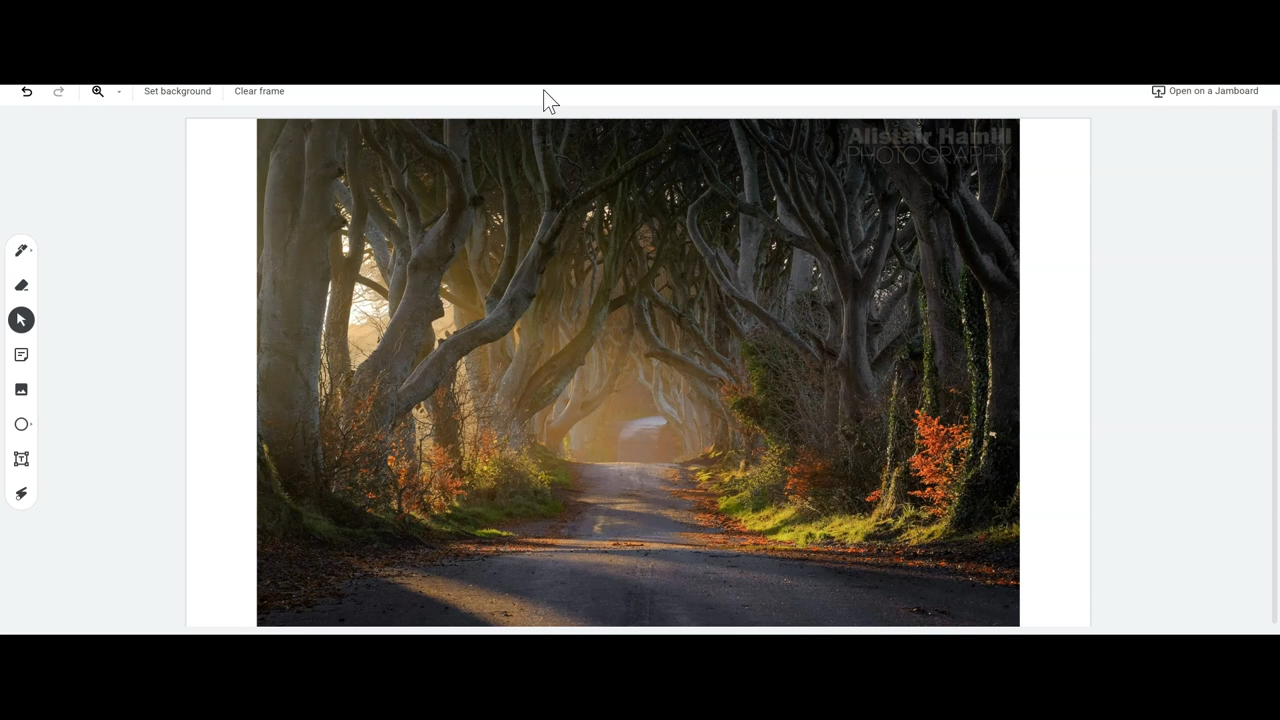 Set background
Clear frame
Open on a Jamboard
Alistair Hamill
PHOTOGRAPHY